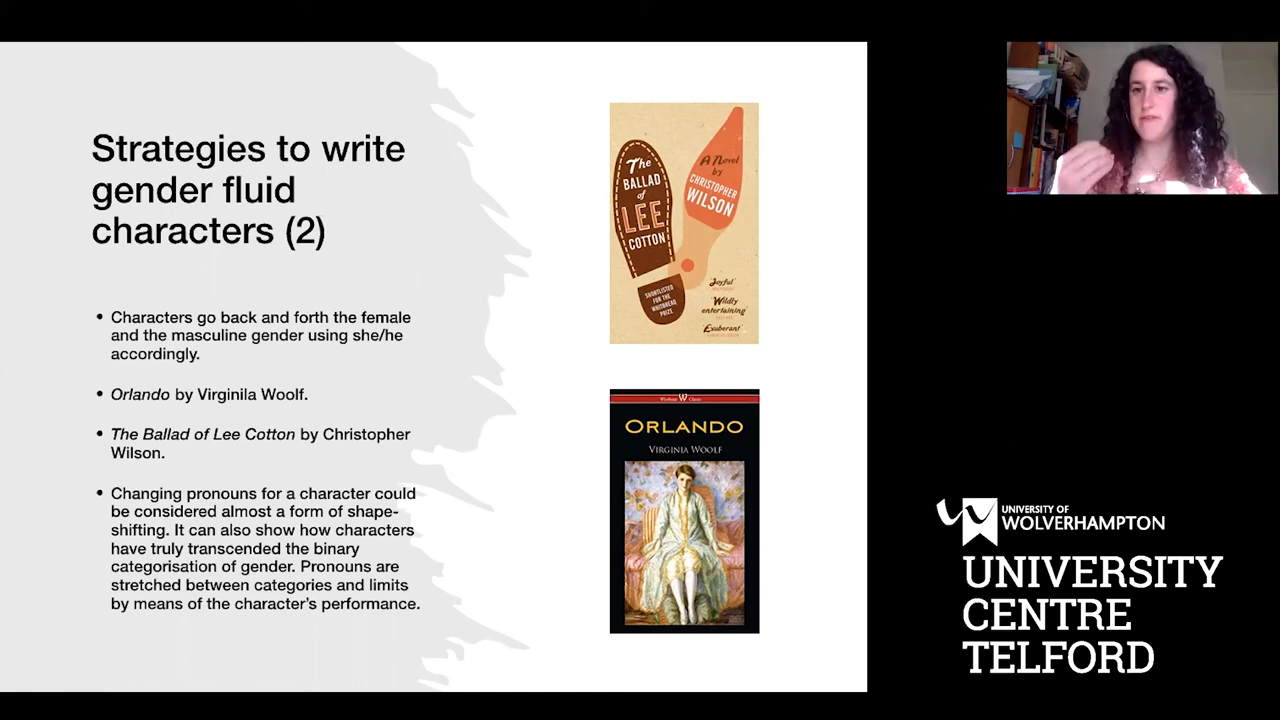 Strategies to write
gender fluid
characters (2)
• Characters go back and forth the female
and the masculine gender using she/he
accordingly.
• Orlando by Virginila Woolf.
• The Ballad of Lee Cotton by Christopher
Wilson.
• Changing pronouns for a character could
be considered almost a form of shape-
shifting. It can also show how characters
have truly transcended the binary
categorisation of gender. Pronouns are
stretched between categories and limits
by means of the character’s performance.
The
BALLAD
of
LEE
COTTON
SHORTLISTED
FOR THE
WHITBREAD
PRIZE
A Novel
by
CHRISTOPHER
WILSON
'Joyful'
'Wildly
entertaining'
'Exuberant'
ORLANDO
VIRGINIA WOOLF
UNIVERSITY OF
WOLVERHAMPTON
UNIVERSITY
CENTRE
TELFORD